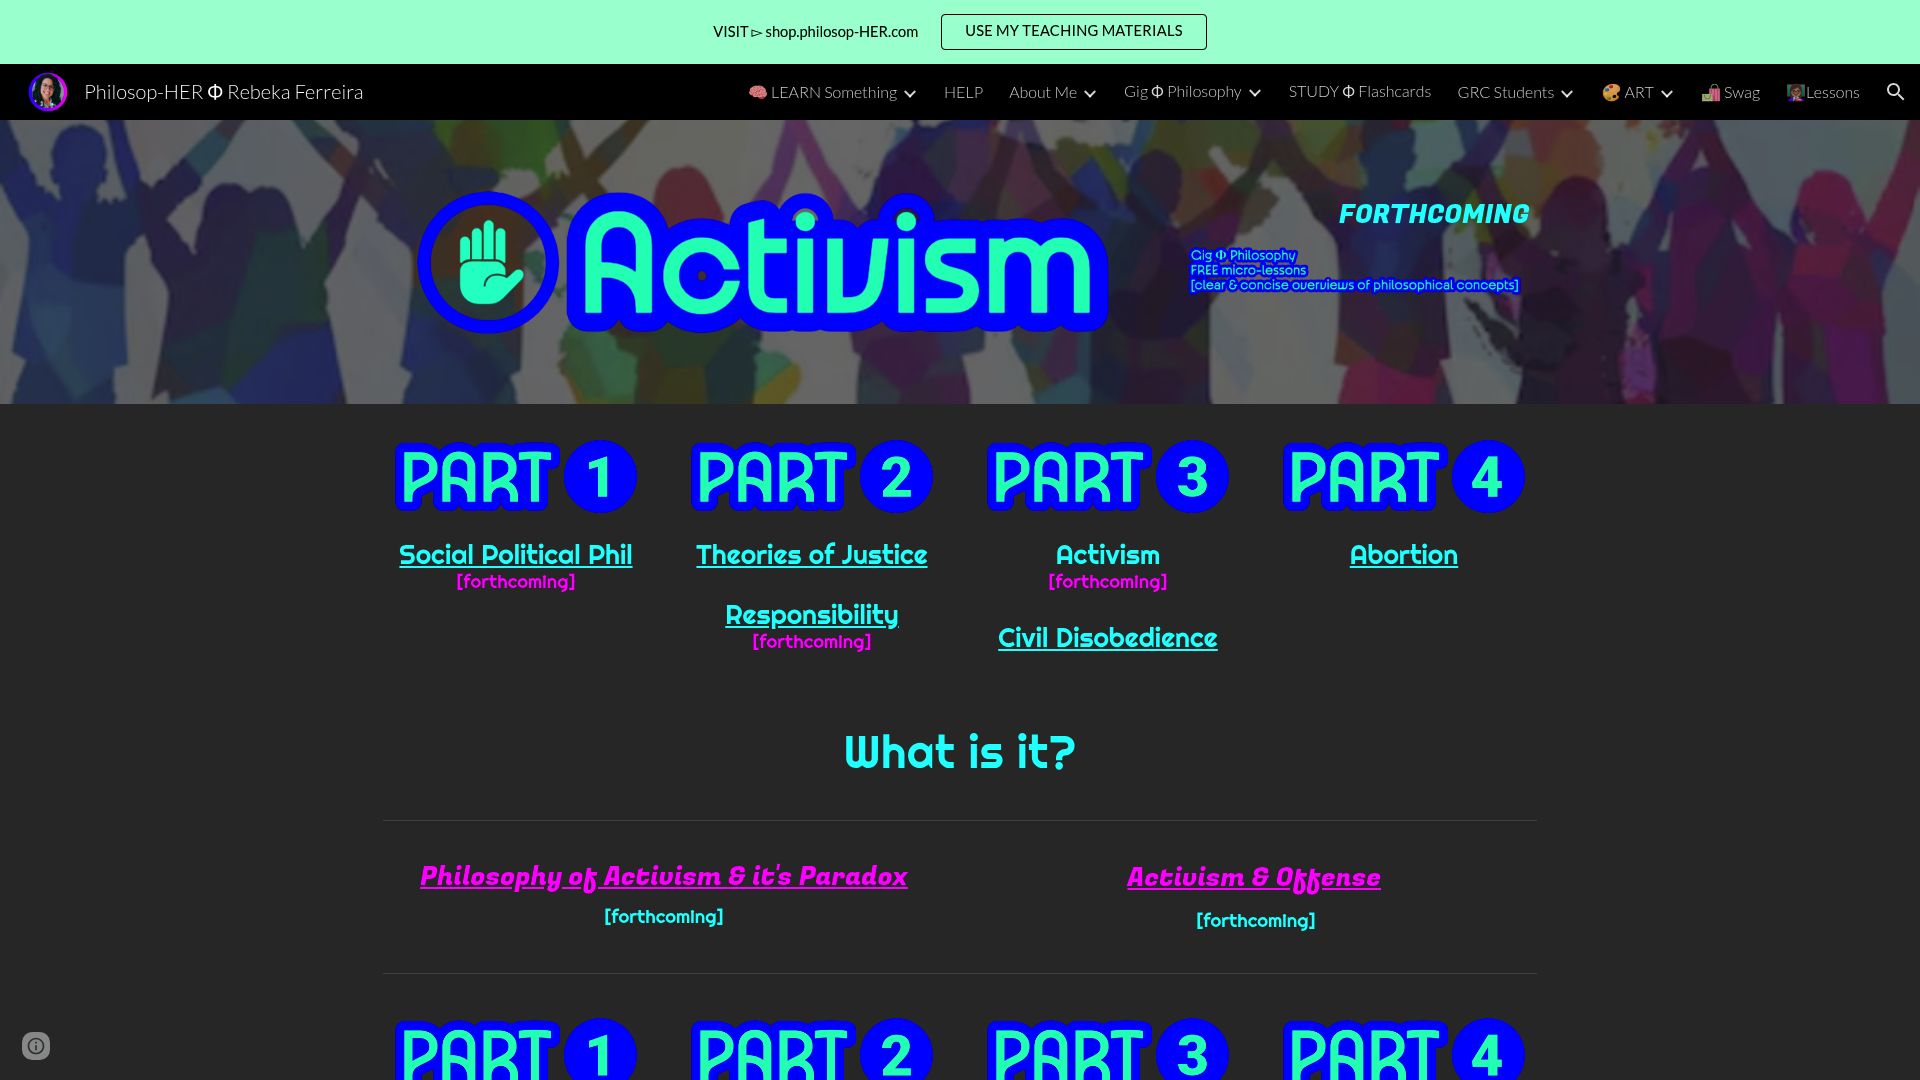 VISIT ▻ shop.philosop-HER.com
USE MY TEACHING MATERIALS
Philosop-HER Φ Rebeka Ferreira
🧠 LEARN Something
HELP
About Me
Gig Φ Philosophy
STUDY Φ Flashcards
GRC Students
🎨 ART
🛍️ Swag
👩🏽‍🏫Lessons
Activism
FORTHCOMING
Gig Φ Philosophy
FREE micro-lessons
[clear & concise overviews of philosophical concepts]
PART 1
PART 2
PART 3
PART 4
Social Political Phil
[forthcoming]
Theories of Justice
Responsibility
[forthcoming]
Activism
[forthcoming]
Civil Disobedience
Abortion
What is it?
Philosophy of Activism & it's Paradox
[forthcoming]
Activism & Offense
[forthcoming]
PART 1
PART 2
PART 3
PART 4